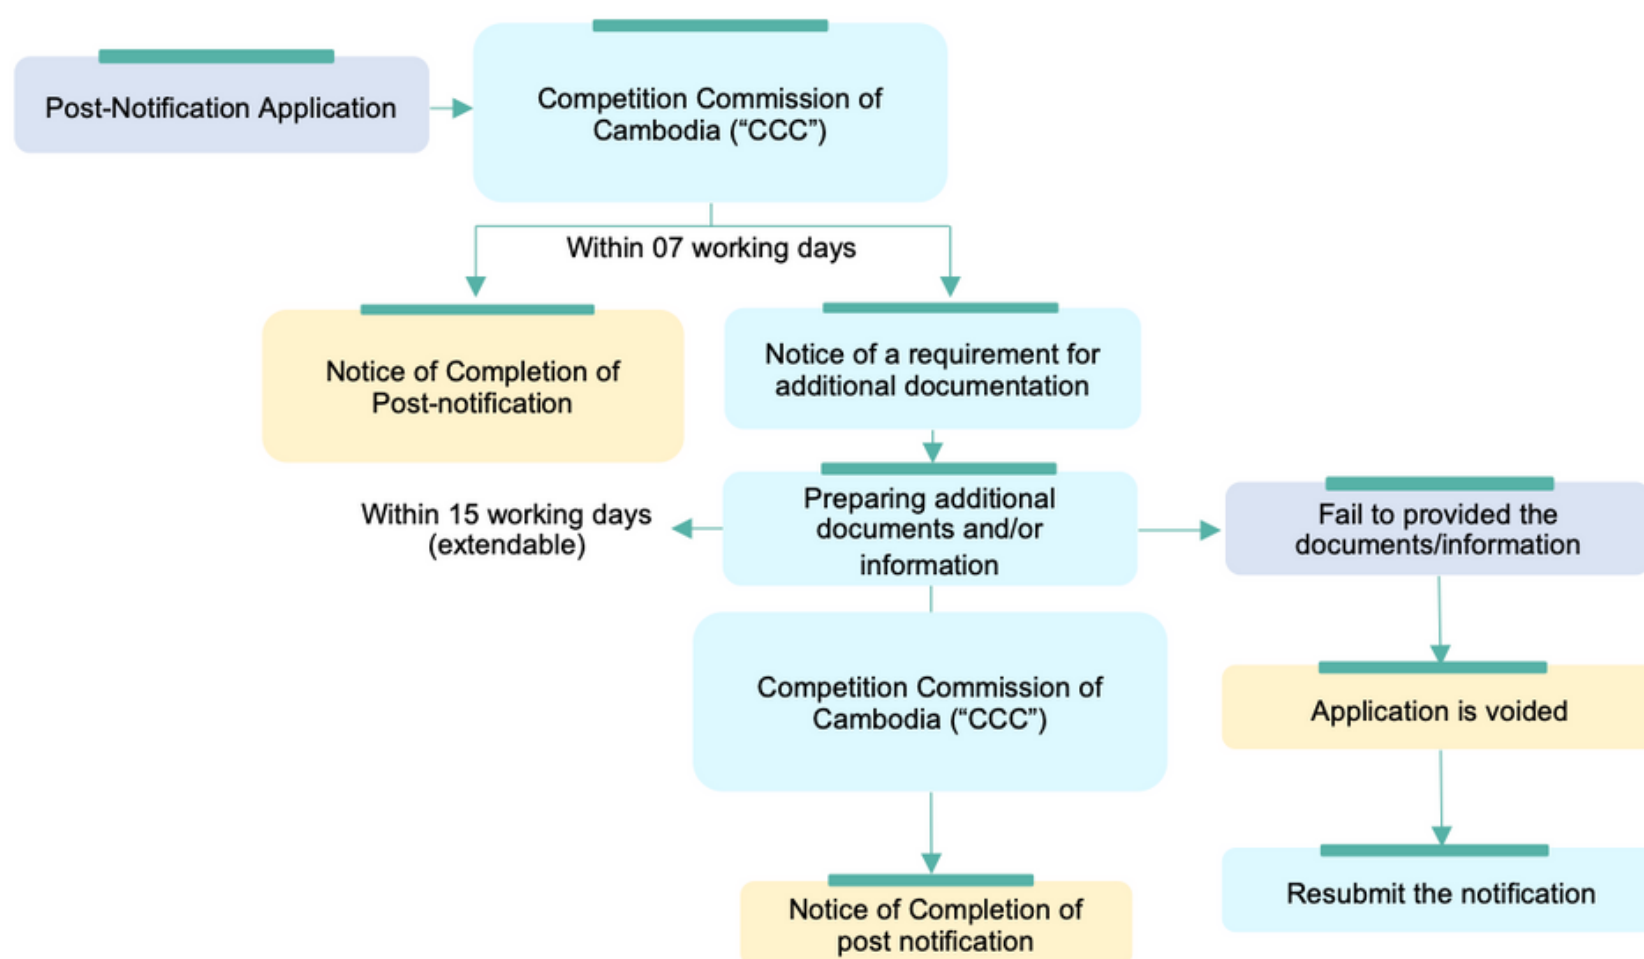 Post-Notification Application
Competition Commission of
Cambodia (“CCC”)
Within 07 working days
Notice of Completion of
Post-notification
Notice of a requirement for
additional documentation
Within 15 working days
(extendable)
Preparing additional
documents and/or
information
Fail to provided the
documents/information
Competition Commission of
Cambodia (“CCC”)
Application is voided
Notice of Completion of
post notification
Resubmit the notification